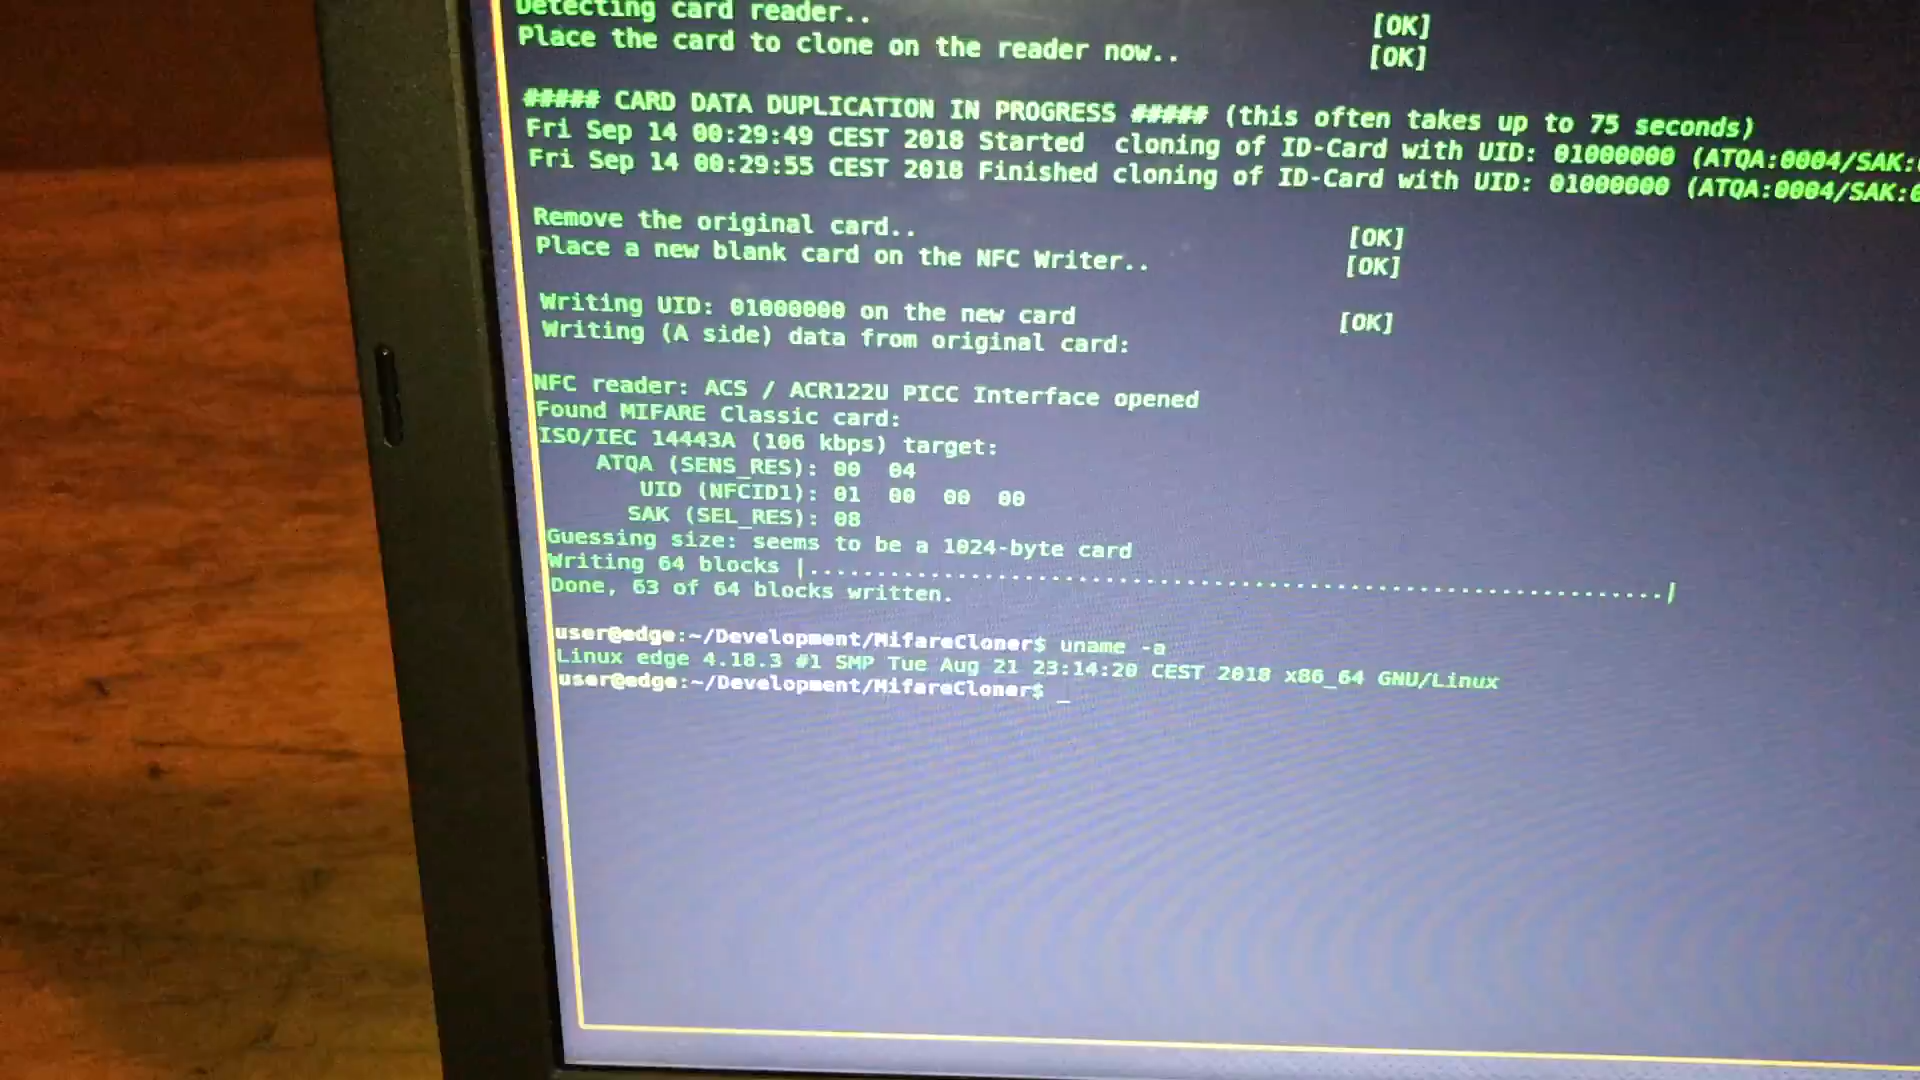 Detecting card reader.. [OK]
Place the card to clone on the reader now.. [OK]
##### CARD DATA DUPLICATION IN PROGRESS ##### (this often takes up to 75 seconds)
Fri Sep 14 00:29:49 CEST 2018 Started cloning of ID-Card with UID: 01000000 (ATQA:0004/SAK:
Fri Sep 14 00:29:55 CEST 2018 Finished cloning of ID-Card with UID: 01000000 (ATQA:0004/SAK:0
Remove the original card.. [OK]
Place a new blank card on the NFC Writer.. [OK]
Writing UID: 01000000 on the new card [OK]
Writing (A side) data from original card:
NFC reader: ACS / ACR122U PICC Interface opened
Found MIFARE Classic card:
ISO/IEC 14443A (106 kbps) target:
ATQA (SENS_RES): 00 04
UID (NFCID1): 01 00 00 00
SAK (SEL_RES): 08
Guessing size: seems to be a 1024-byte card
Writing 64 blocks |...............................................................|
Done, 63 of 64 blocks written.
user@edge:~/Development/MifareCloner$ uname -a
Linux edge 4.18.3 #1 SMP Tue Aug 21 23:14:20 CEST 2018 x86_64 GNU/Linux
user@edge:~/Development/MifareCloner$ _